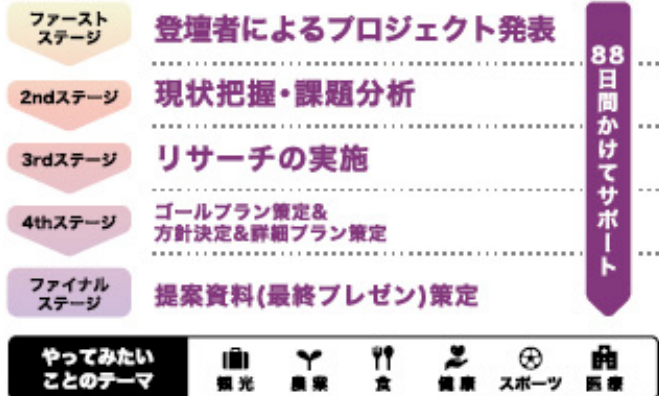 ファースト
ステージ
登壇者によるプロジェクト発表
2ndステージ
現状把握・課題分析
3rdステージ
リサーチの実施
4thステージ
ゴールプラン策定&
方針決定&詳細プラン策定
ファイナル
ステージ
提案資料(最終プレゼン)策定
88日間かけてサポート
やってみたい
ことのテーマ
観光
農業
食
健康
スポーツ
医療